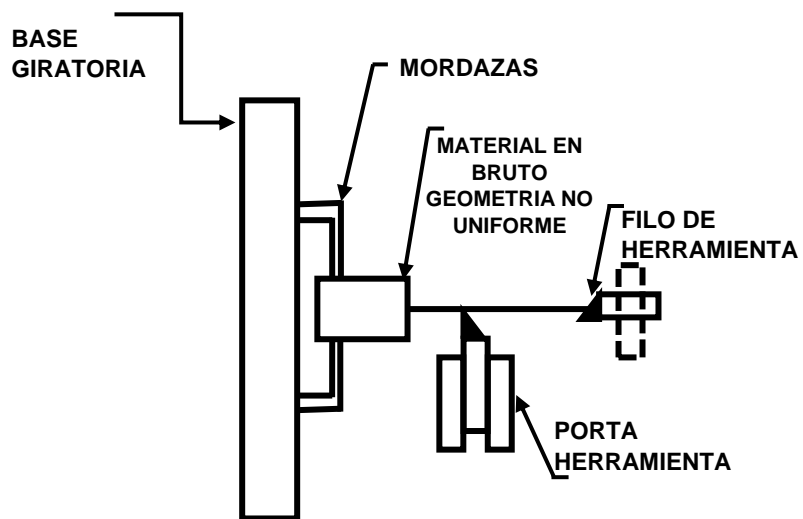 BASE
GIRATORIA
MORDAZAS
MATERIAL EN
BRUTO
GEOMETRIA NO
UNIFORME
FILO DE
HERRAMIENTA
PORTA
HERRAMIENTA